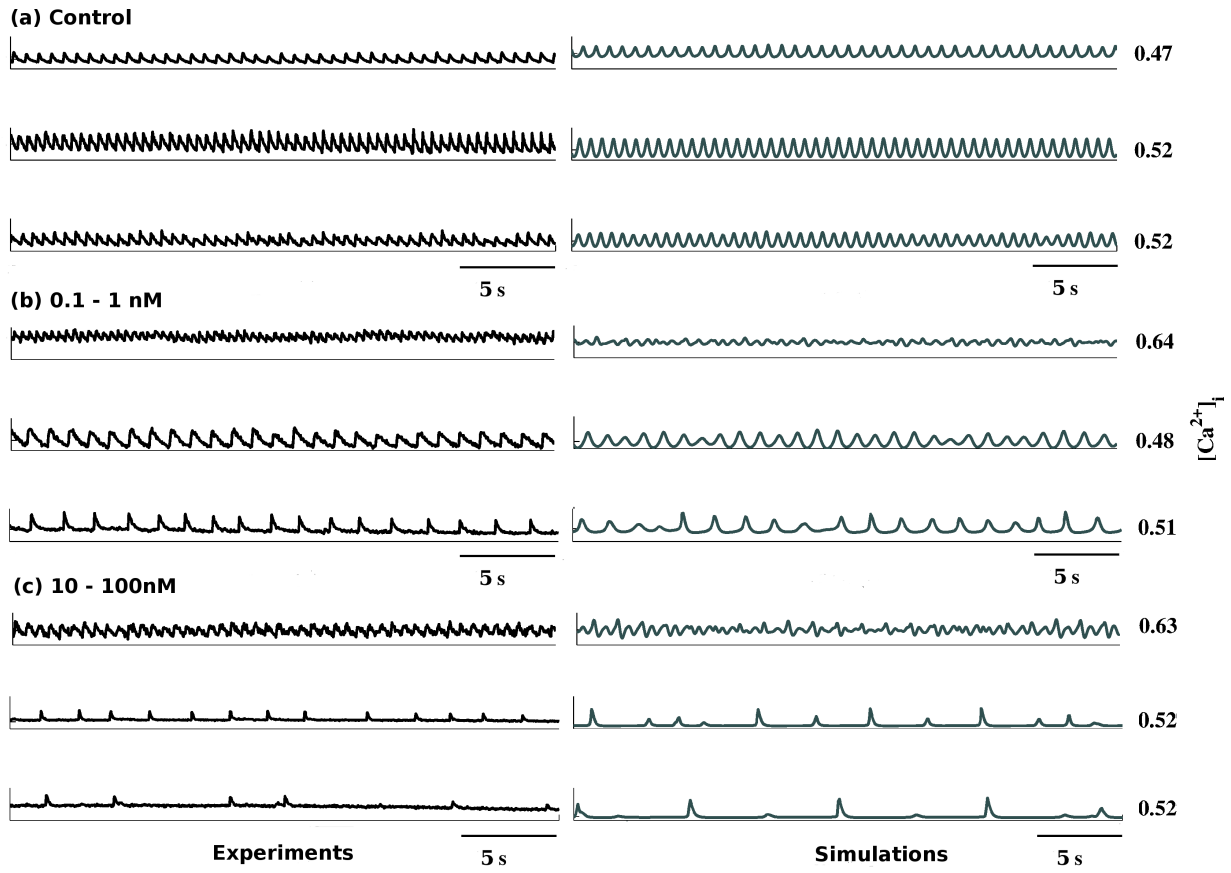 (a) Control
0.47
0.52
0.52
5 s
5 s
(b) 0.1 - 1 nM
0.64
0.48
[Ca2+]i
0.51
5 s
5 s
(c) 10 - 100nM
0.63
0.52
0.52
Experiments
5 s
Simulations
5 s